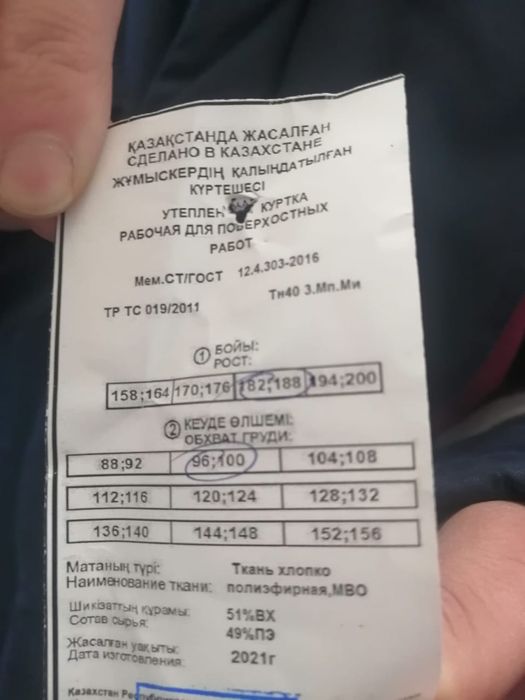 ҚАЗАҚСТАНДА ЖАСАЛҒАН
СДЕЛАНО В КАЗАХСТАНЕ
ЖҰМЫСКЕРДІҢ ҚАЛЫҢДАТЫЛҒАН
КҮРТЕШЕСІ
КУРТКА
РАБОЧАЯ ДЛЯ ПОВЕРХОСТНЫХ
РАБОТ
Мем.СТ/ГОСТ 12.4.303-2016
ТР ТС 019/2011 Тн40 З.Мп.Ми
1 БОЙЫ:
РОСТ:
158;164 170;176 182;188 194;200
2 КЕУДЕ ӨЛШЕМІ:
ОБХВАТ ГРУДИ:
88;92 96;100 104;108
112;116 120;124 128;132
136;140 144;148 152;156
Матаның түрі: Ткань хлопко
Наименование ткани: полиэфирная,МВО
Шикізаттың құрамы: 51%ВХ
Сотав сырья: 49%ПЭ
Жасалған уақыты:
Дата изготовления: 2021г
Казахстан